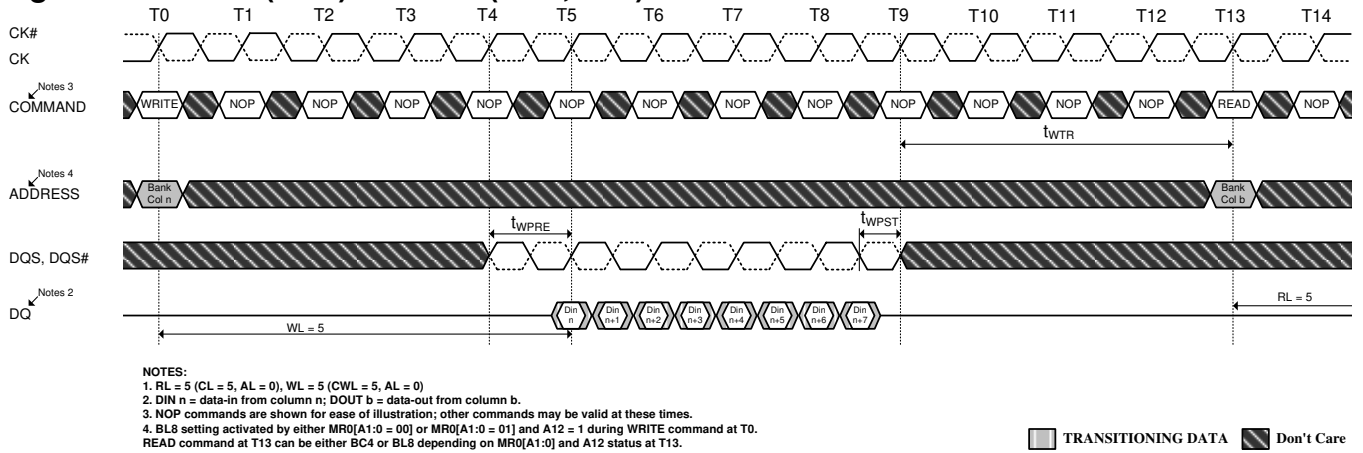 T0 T1 T2 T3 T4 T5 T6 T7 T8 T9 T10 T11 T12 T13 T14
CK#
CK
Notes 3
COMMAND
WRITE NOP NOP NOP NOP NOP NOP NOP NOP NOP NOP NOP NOP READ NOP
tWTR
Notes 4
ADDRESS
Bank
Col n
Bank
Col b
tWPRE
tWPST
DQS, DQS#
Notes 2
DQ
Din
n
Din
n+1
Din
n+2
Din
n+3
Din
n+4
Din
n+5
Din
n+6
Din
n+7
RL = 5
WL = 5
NOTES:
1. RL = 5 (CL = 5, AL = 0), WL = 5 (CWL = 5, AL = 0)
2. DIN n = data-in from column n; DOUT b = data-out from column b.
3. NOP commands are shown for ease of illustration; other commands may be valid at these times.
4. BL8 setting activated by either MR0[A1:0 = 00] or MR0[A1:0 = 01] and A12 = 1 during WRITE command at T0.
READ command at T13 can be either BC4 or BL8 depending on MR0[A1:0] and A12 status at T13.
TRANSITIONING DATA Don't Care